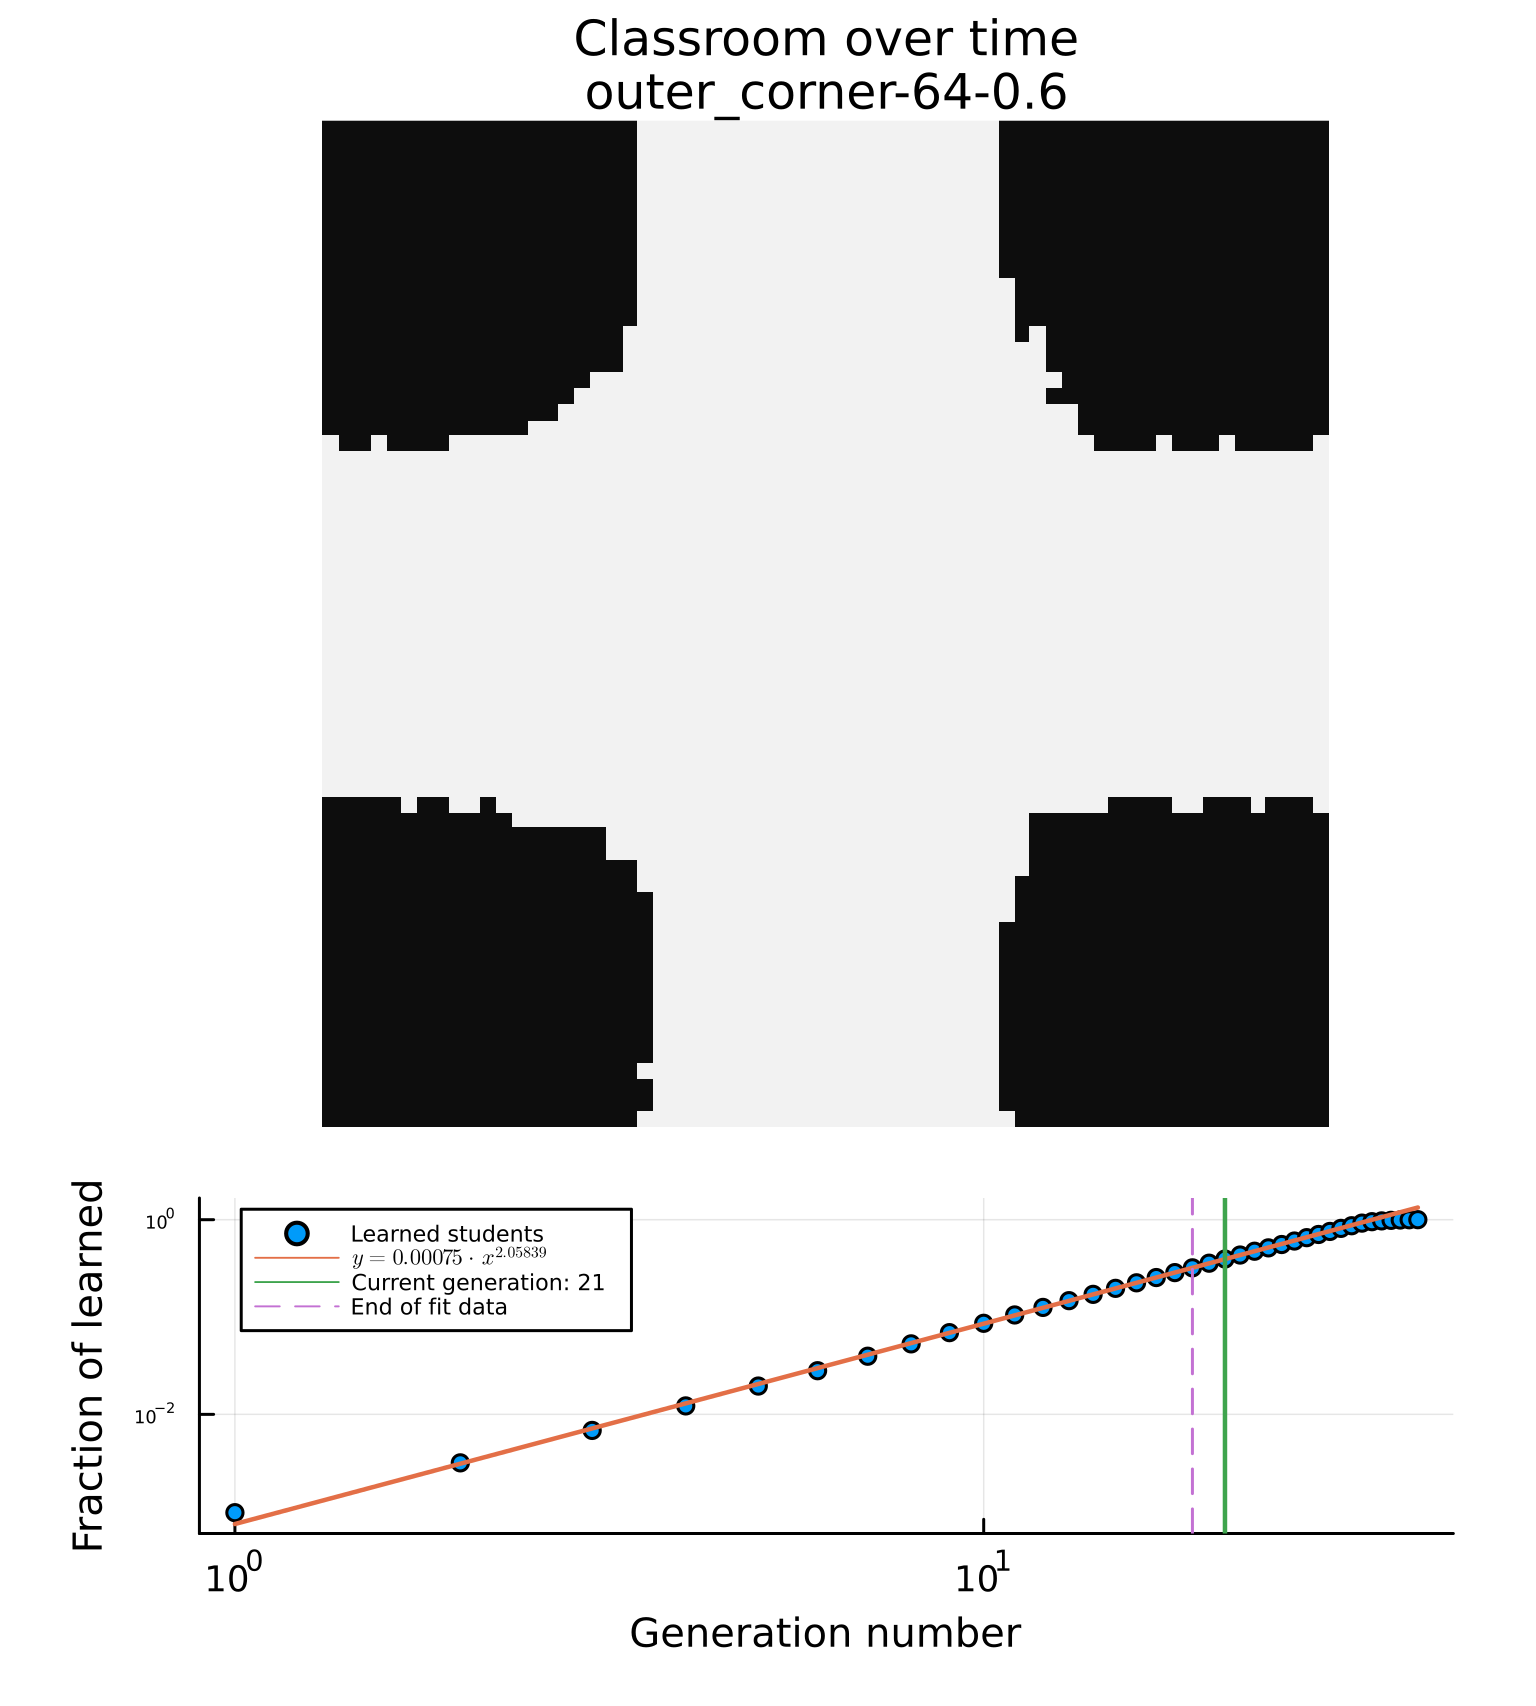 Classroom over time
outer_corner-64-0.6
Fraction of learned
10^0
10^-2
Learned students
y = 0.00075 · x^2.05839
Current generation: 21
End of fit data
10^0
10^1
Generation number